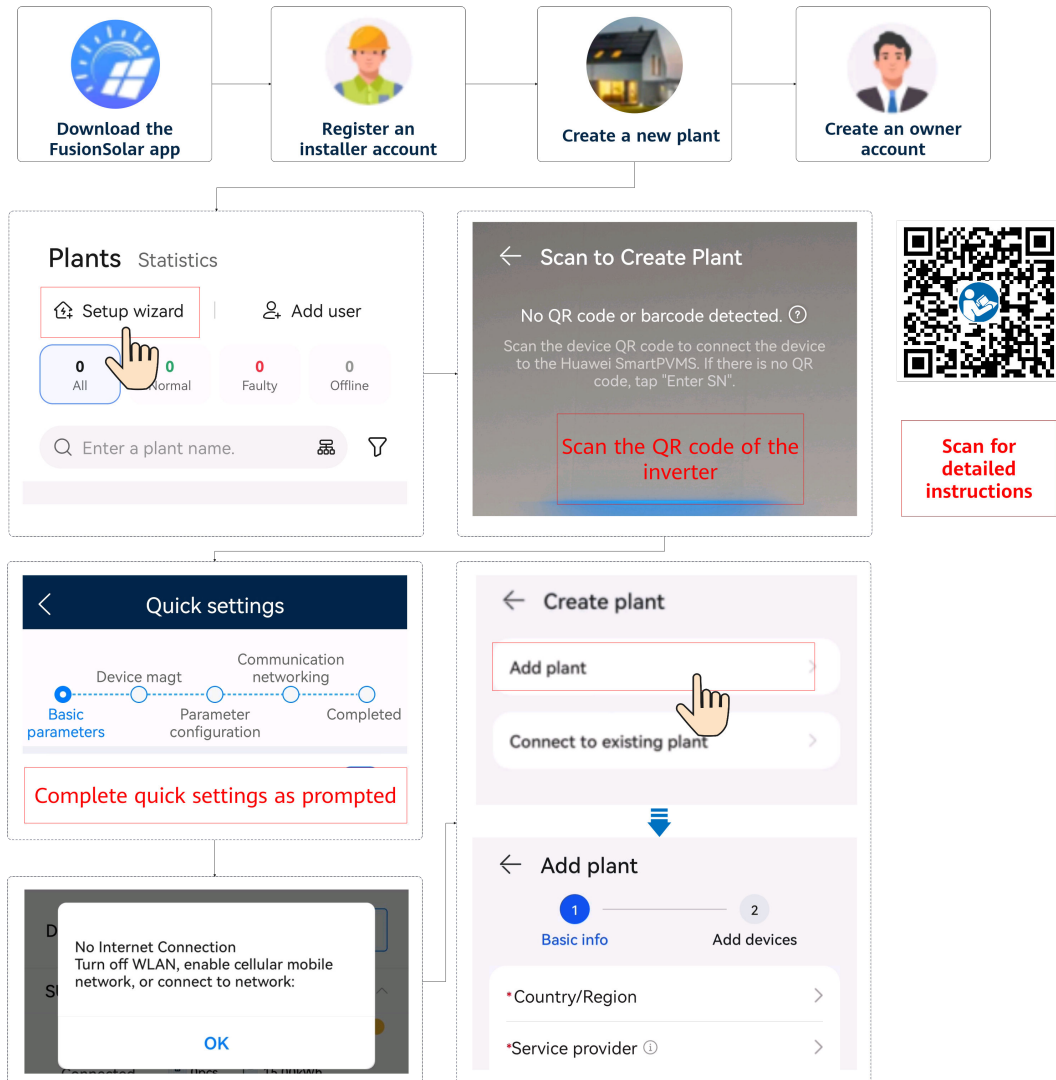 Download the
FusionSolar app
Register an
installer account
Create a new plant
Create an owner
account
Plants Statistics
Setup wizard
Add user
0
All
0
Normal
0
Faulty
0
Offline
Enter a plant name.
Scan to Create Plant
No QR code or barcode detected.
Scan the device QR code to connect the device
to the Huawei SmartPVMS. If there is no QR
code, tap "Enter SN".
Scan the QR code of the
inverter
Scan for
detailed
instructions
Quick settings
Basic
parameters
Device magt
Parameter
configuration
Communication
networking
Completed
Complete quick settings as prompted
No Internet Connection
Turn off WLAN, enable cellular mobile
network, or connect to network:
OK
Create plant
Add plant
Connect to existing plant
Add plant
1
Basic info
2
Add devices
*Country/Region
*Service provider